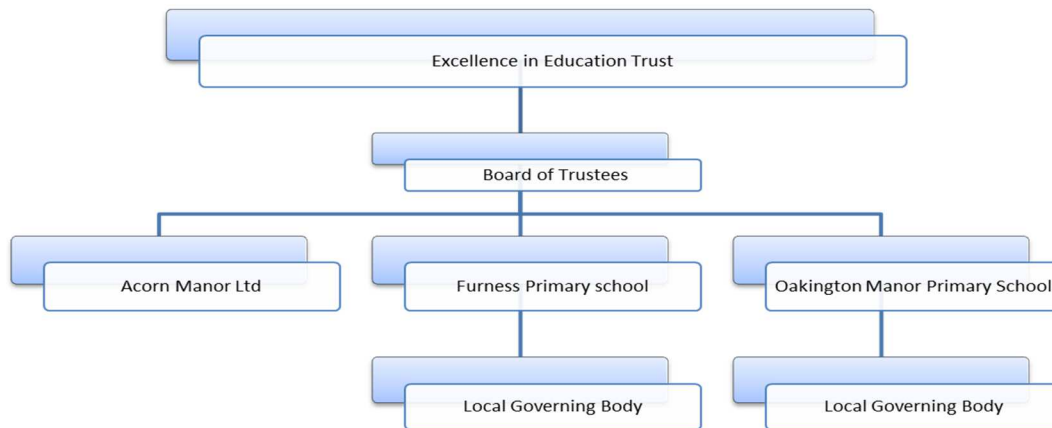 Excellence in Education Trust
Board of Trustees
Acorn Manor Ltd
Furness Primary school
Oakington Manor Primary School
Local Governing Body
Local Governing Body